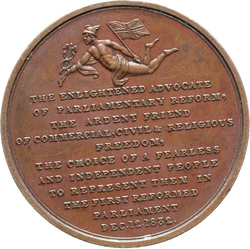 THE ENLIGHTENED ADVOCATE
OF PARLIAMENTARY REFORM,
THE ARDENT FRIEND
OF COMMERCIAL, CIVIL & RELIGIOUS
FREEDOM,
THE CHOICE OF A FEARLESS
AND INDEPENDENT PEOPLE
TO REPRESENT THEM IN
THE FIRST REFORMED
PARLIAMENT
DEC. 12. 1832.